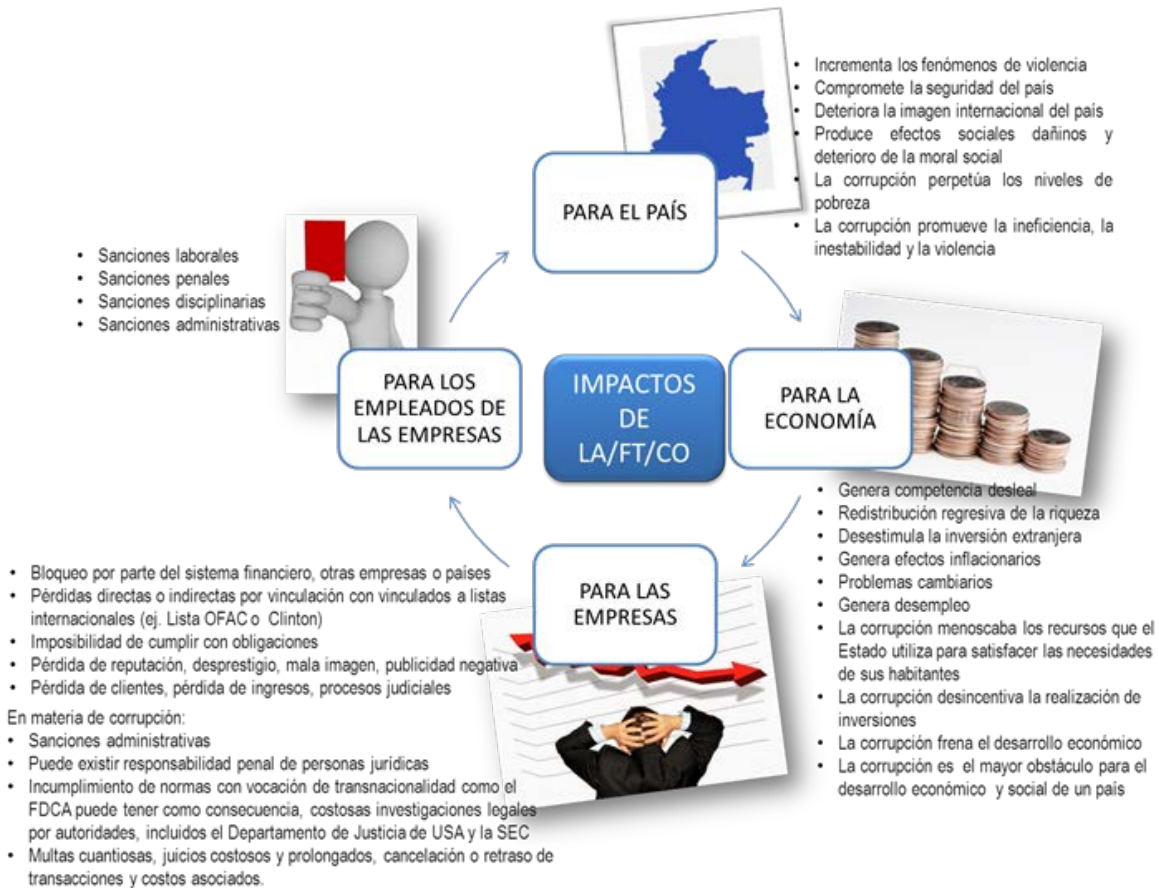 • Incrementa los fenómenos de violencia
• Compromete la seguridad del país
• Deteriora la imagen internacional del país
• Produce efectos sociales dañinos y
deterioro de la moral social
• La corrupción perpetúa los niveles de
pobreza
• La corrupción promueve la ineficiencia, la
inestabilidad y la violencia
PARA EL PAÍS
• Sanciones laborales
• Sanciones penales
• Sanciones disciplinarias
• Sanciones administrativas
PARA LOS
EMPLEADOS DE
LAS EMPRESAS
IMPACTOS
DE
LA/FT/CO
PARA LA
ECONOMÍA
• Genera competencia desleal
• Redistribución regresiva de la riqueza
• Desestimula la inversión extranjera
• Genera efectos inflacionarios
• Problemas cambiarios
• Genera desempleo
• La corrupción menoscaba los recursos que el
Estado utiliza para satisfacer las necesidades
de sus habitantes
• La corrupción desincentiva la realización de
inversiones
• La corrupción frena el desarrollo económico
• La corrupción es el mayor obstáculo para el
desarrollo económico y social de un país
PARA LAS
EMPRESAS
• Bloqueo por parte del sistema financiero, otras empresas o países
• Pérdidas directas o indirectas por vinculación con vinculados a listas
internacionales (ej. Lista OFAC o Clinton)
• Imposibilidad de cumplir con obligaciones
• Pérdida de reputación, desprestigio, mala imagen, publicidad negativa
• Pérdida de clientes, pérdida de ingresos, procesos judiciales
En materia de corrupción:
• Sanciones administrativas
• Puede existir responsabilidad penal de personas jurídicas
• Incumplimiento de normas con vocación de transnacionalidad como el
FDCA puede tener como consecuencia, costosas investigaciones legales
por autoridades, incluidos el Departamento de Justicia de USA y la SEC
• Multas cuantiosas, juicios costosos y prolongados, cancelación o retraso de
transacciones y costos asociados.